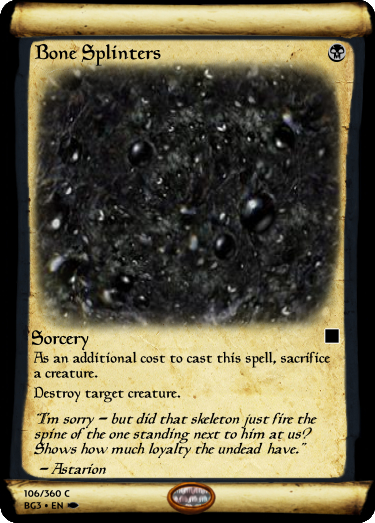 Bone Splinters
Sorcery
As an additional cost to cast this spell, sacrifice
a creature.
Destroy target creature.
"I'm sorry – but did that skeleton just fire the
spine of the one standing next to him at us?
Shows how much loyalty the undead have."
– Astarion
106/360 C
BG3 • EN